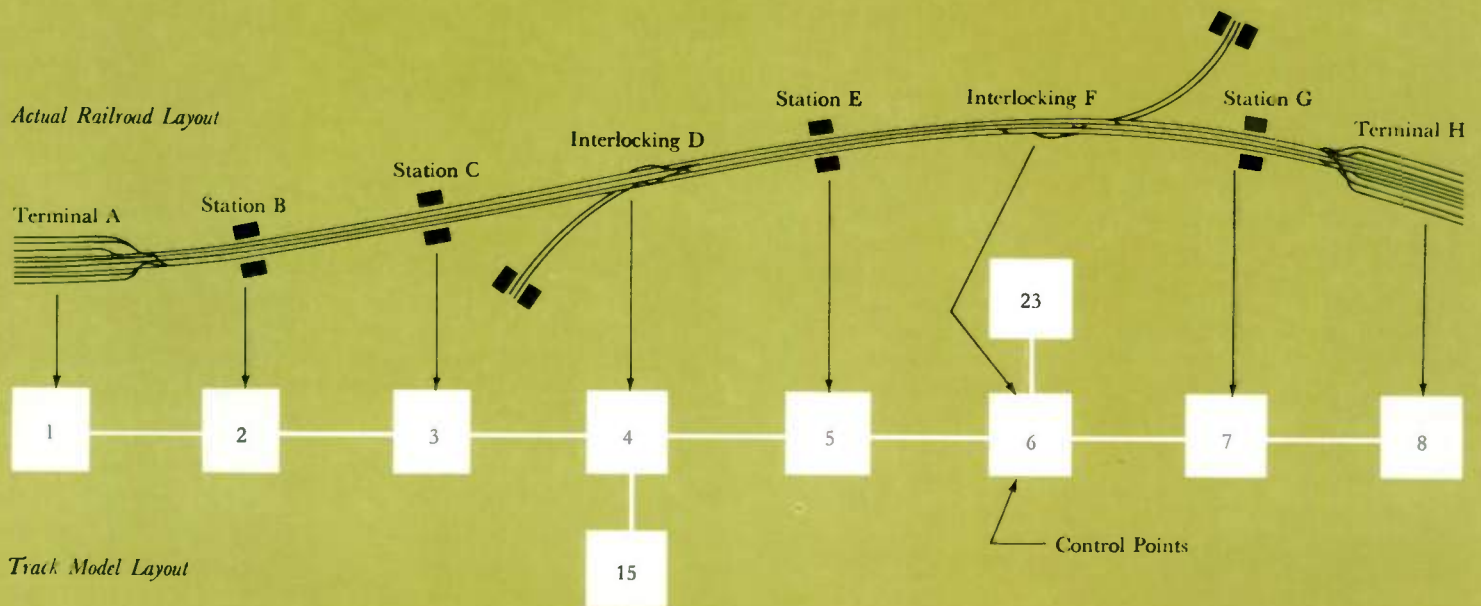 Actual Railroad Layout
Terminal A
Station B
Station C
Interlocking D
Station E
Interlocking F
Station G
Terminal H
23
1
2
3
4
5
6
7
8
Control Points
15
Track Model Layout